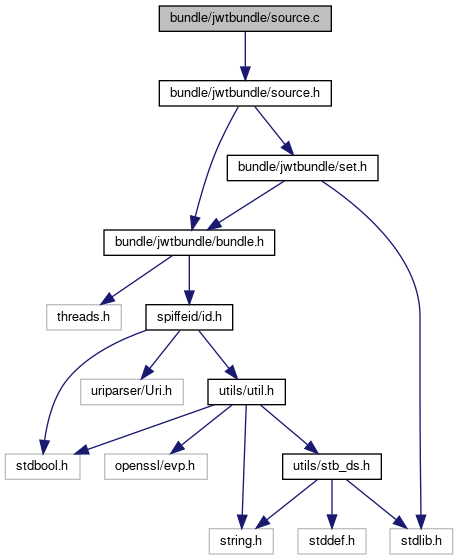 bundle/jwtbundle/source.c
bundle/jwtbundle/source.h
bundle/jwtbundle/set.h
bundle/jwtbundle/bundle.h
threads.h
spiffeid/id.h
uriparser/Uri.h
utils/util.h
stdbool.h
openssl/evp.h
utils/stb_ds.h
string.h
stddef.h
stdlib.h